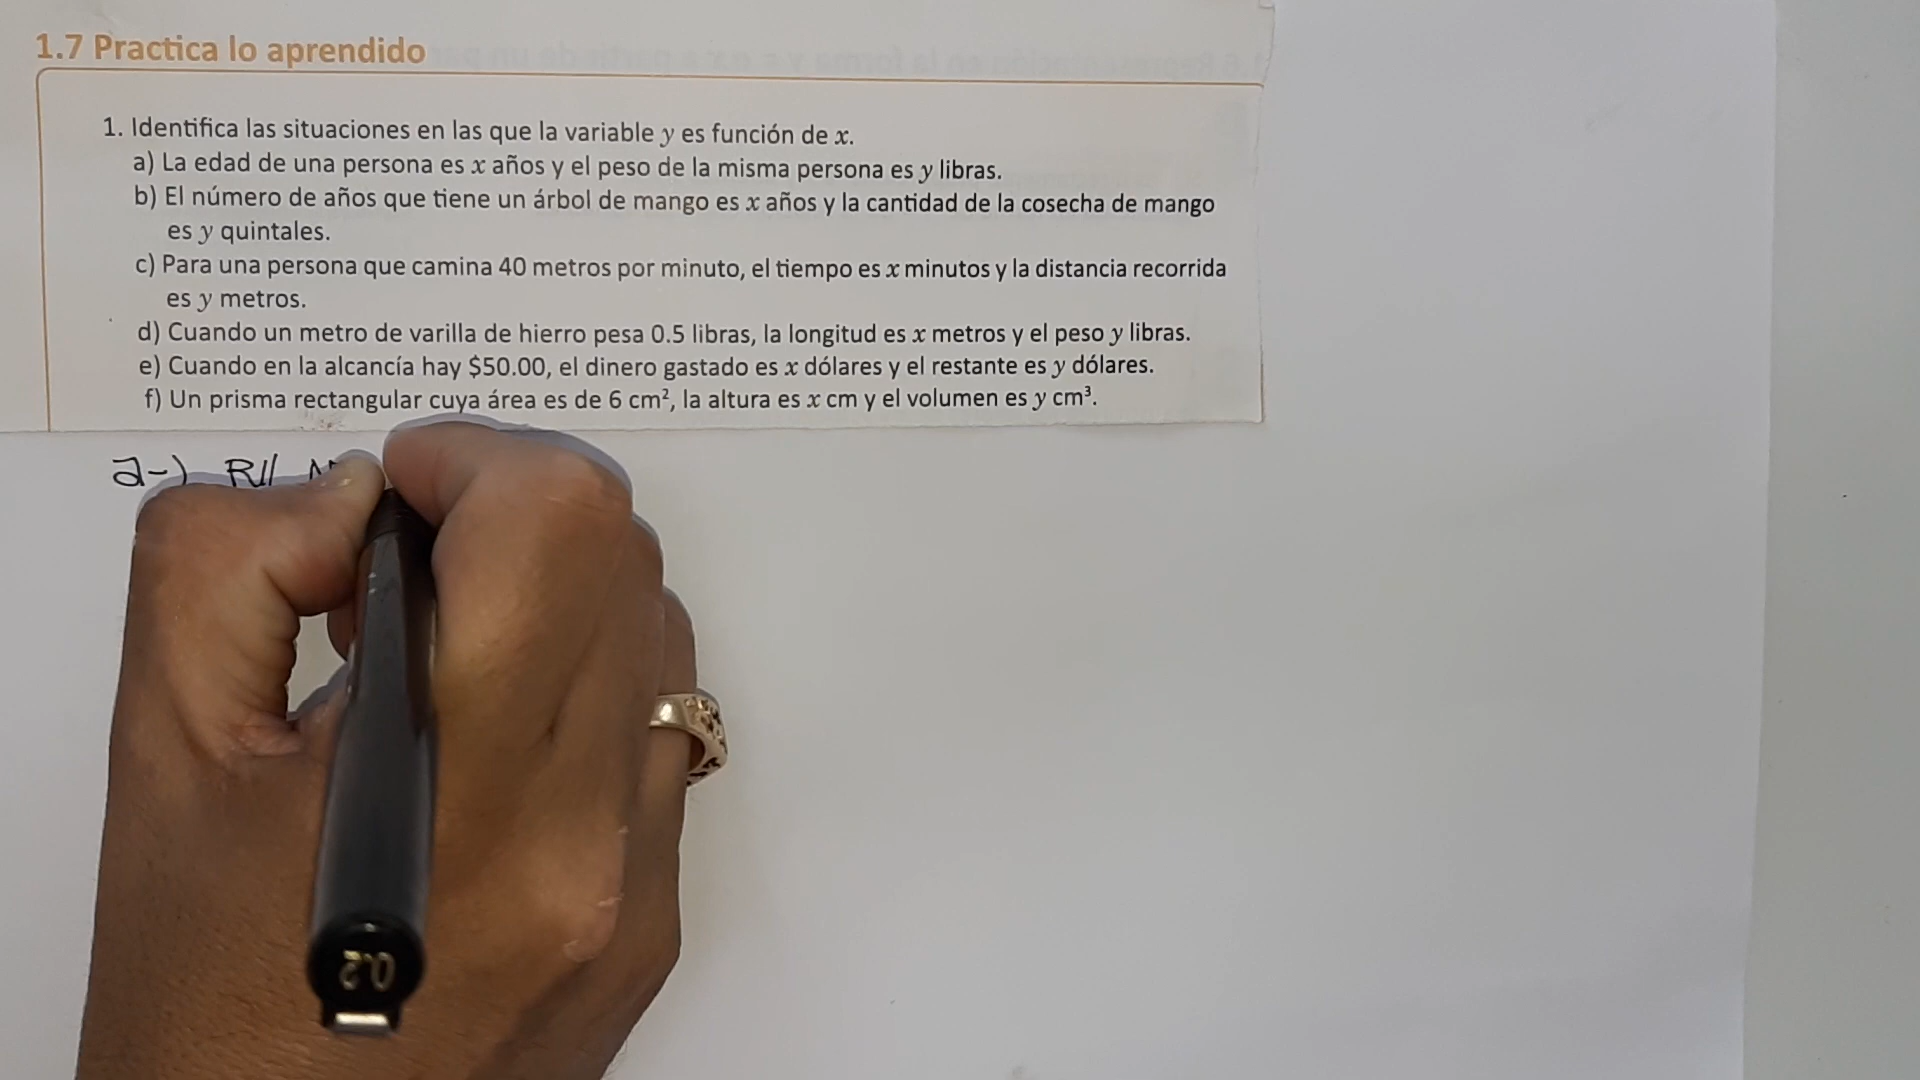 1.7 Practica lo aprendido
1. Identifica las situaciones en las que la variable y es función de x.
a) La edad de una persona es x años y el peso de la misma persona es y libras.
b) El número de años que tiene un árbol de mango es x años y la cantidad de la cosecha de mango
es y quintales.
c) Para una persona que camina 40 metros por minuto, el tiempo es x minutos y la distancia recorrida
es y metros.
d) Cuando un metro de varilla de hierro pesa 0.5 libras, la longitud es x metros y el peso y libras.
e) Cuando en la alcancía hay $50.00, el dinero gastado es x dólares y el restante es y dólares.
f) Un prisma rectangular cuya área es de 6 cm², la altura es x cm y el volumen es y cm³.
a-) R//
0.2